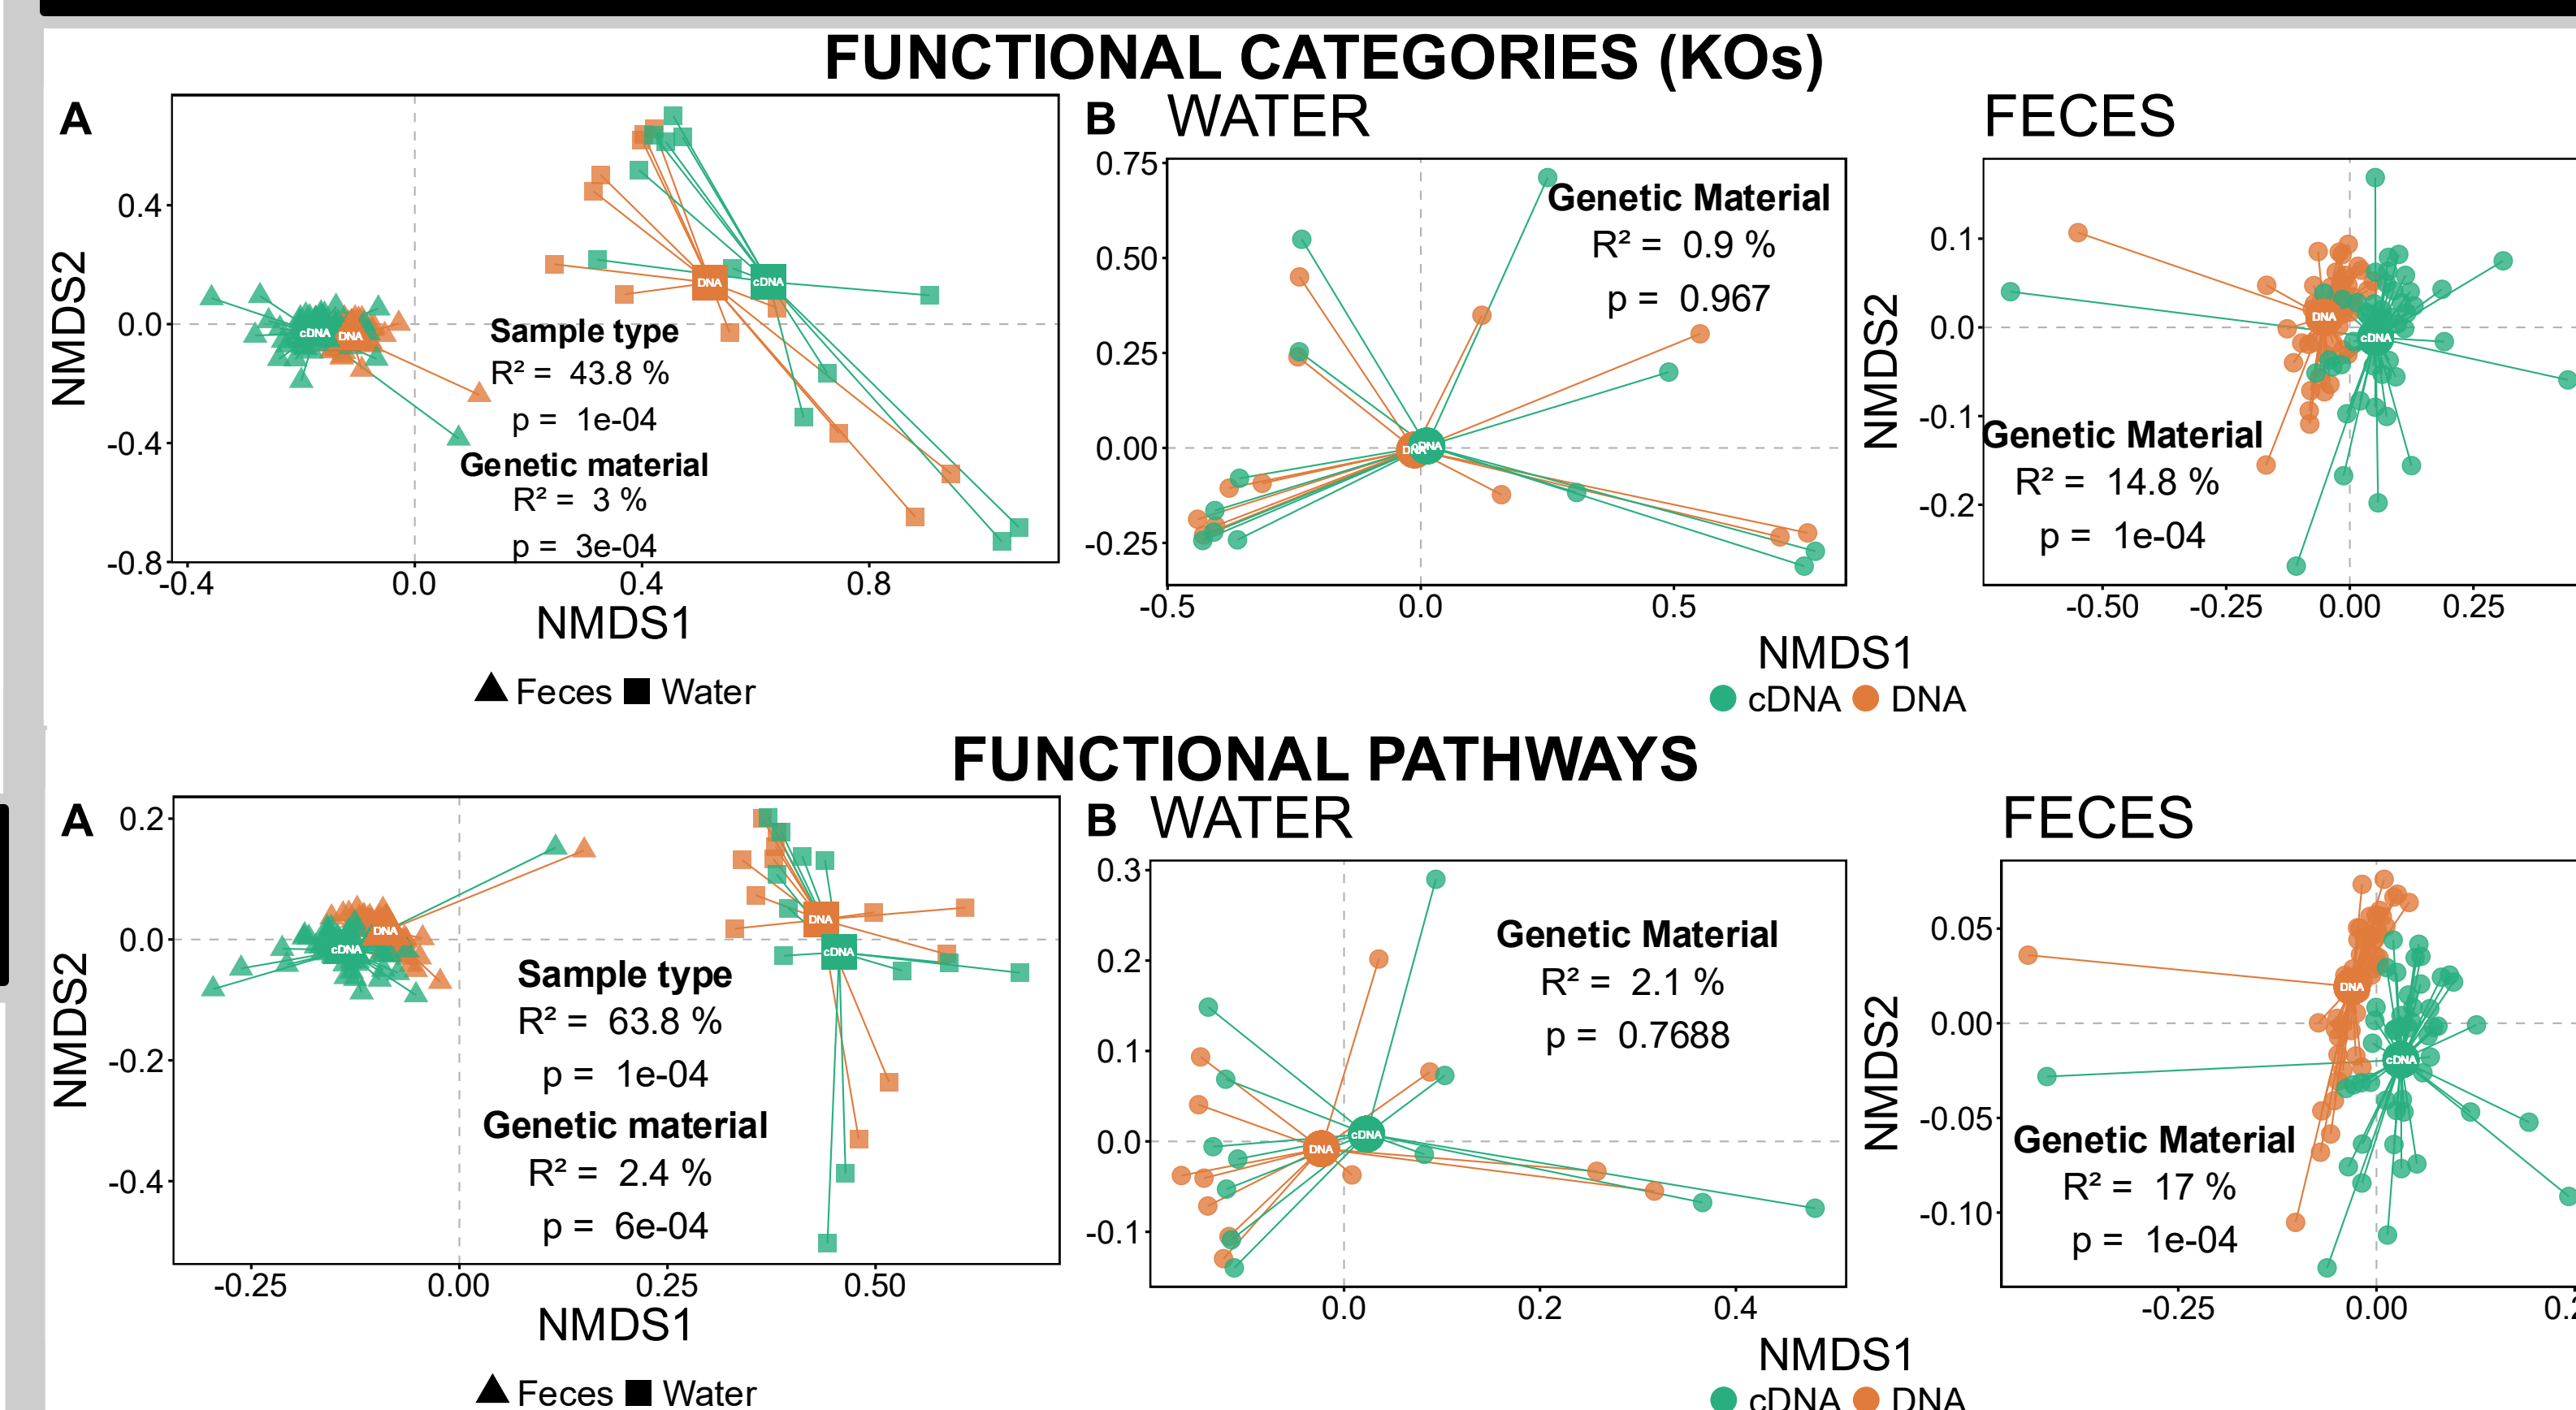 FUNCTIONAL CATEGORIES (KOs)
A
NMDS2
0.4
0.0
-0.4
-0.8
cDNA
DNA
DNA
cDNA
Sample type
R² = 43.8 %
p = 1e-04
Genetic material
R² = 3 %
p = 3e-04
-0.4 0.0 0.4 0.8
NMDS1
Feces Water
B WATER
0.75
0.50
0.25
0.00
-0.25
Genetic Material
R² = 0.9 %
p = 0.967
DNA
cDNA
-0.5 0.0 0.5
FECES
NMDS2
0.1
0.0
-0.1
-0.2
DNA
cDNA
Genetic Material
R² = 14.8 %
p = 1e-04
-0.50 -0.25 0.00 0.25
NMDS1
cDNA DNA
FUNCTIONAL PATHWAYS
A
NMDS2
0.2
0.0
-0.2
-0.4
cDNA
DNA
DNA
cDNA
Sample type
R² = 63.8 %
p = 1e-04
Genetic material
R² = 2.4 %
p = 6e-04
-0.25 0.00 0.25 0.50
NMDS1
Feces Water
B WATER
0.3
0.2
0.1
0.0
-0.1
Genetic Material
R² = 2.1 %
p = 0.7688
DNA
cDNA
0.0 0.2 0.4
FECES
NMDS2
0.05
0.00
-0.05
-0.10
DNA
cDNA
Genetic Material
R² = 17 %
p = 1e-04
-0.25 0.00
NMDS1
cDNA DNA